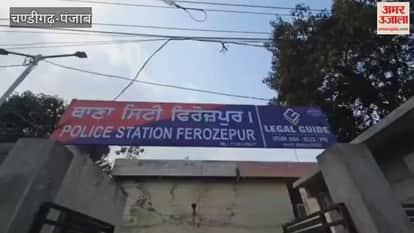 चण्डीगढ़-पंजाब
अमर उजाला
ਥਾਣਾ ਸਿਟੀ ਫਿਰੋਜ਼ਪੁਰ ।
POLICE STATION FEROZEPUR
LEGAL GUIDE